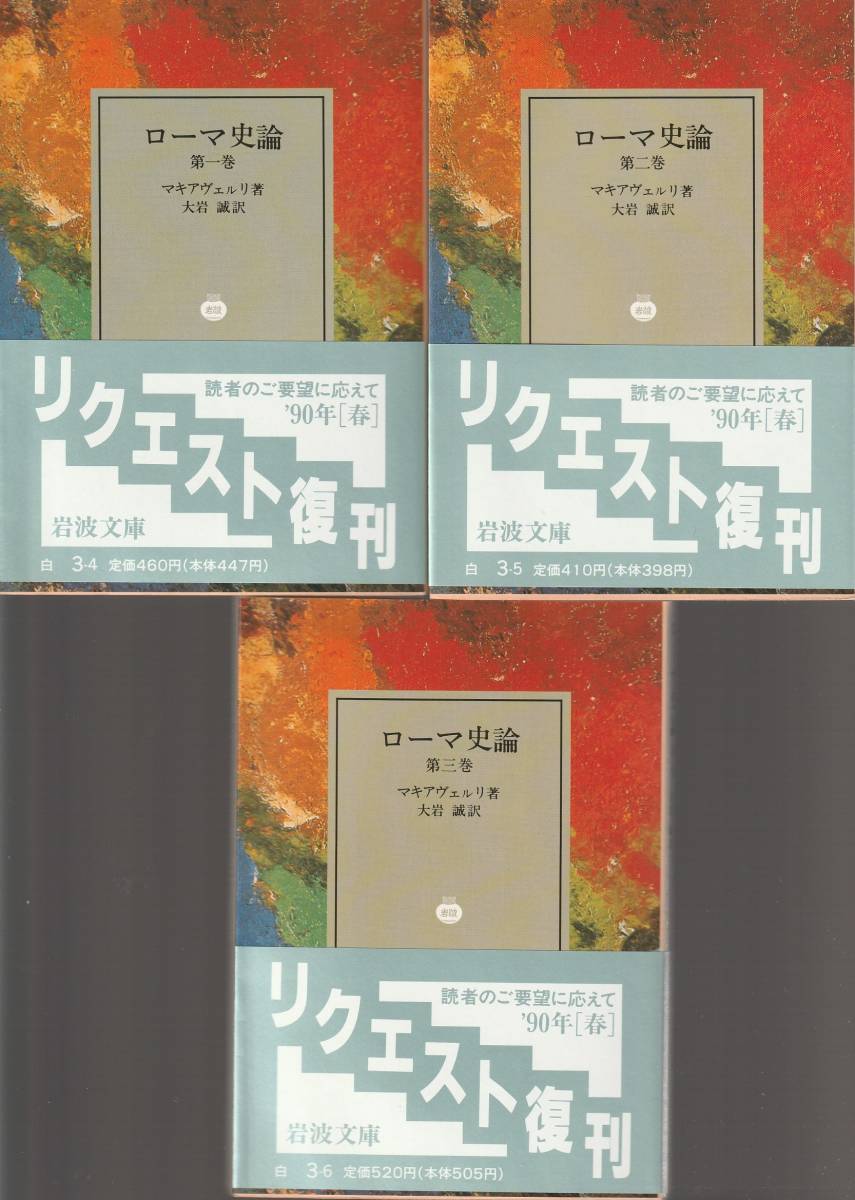 ローマ史論
第一巻
マキアヴェルリ著
大岩 誠訳
岩波
読者のご要望に応えて
'90年[春]
リクエスト復刊
岩波文庫
白 3-4 定価460円(本体447円)
ローマ史論
第二巻
マキアヴェルリ著
大岩 誠訳
岩波
読者のご要望に応えて
'90年[春]
リクエスト復刊
岩波文庫
白 3-5 定価410円(本体398円)
ローマ史論
第三巻
マキアヴェルリ著
大岩 誠訳
岩波
読者のご要望に応えて
'90年[春]
リクエスト復刊
岩波文庫
白 3-6 定価520円(本体505円)